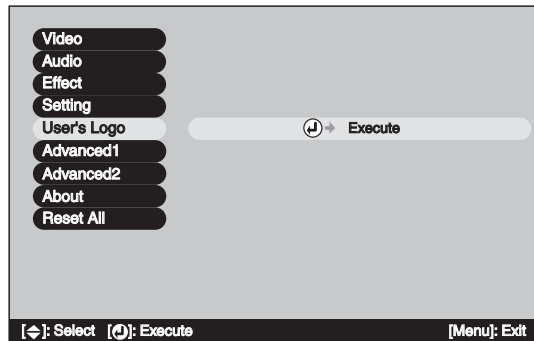 Video
Audio
Effect
Setting
User's Logo
Execute
Advanced1
Advanced2
About
Reset All
[]: Select []: Execute [Menu]: Exit